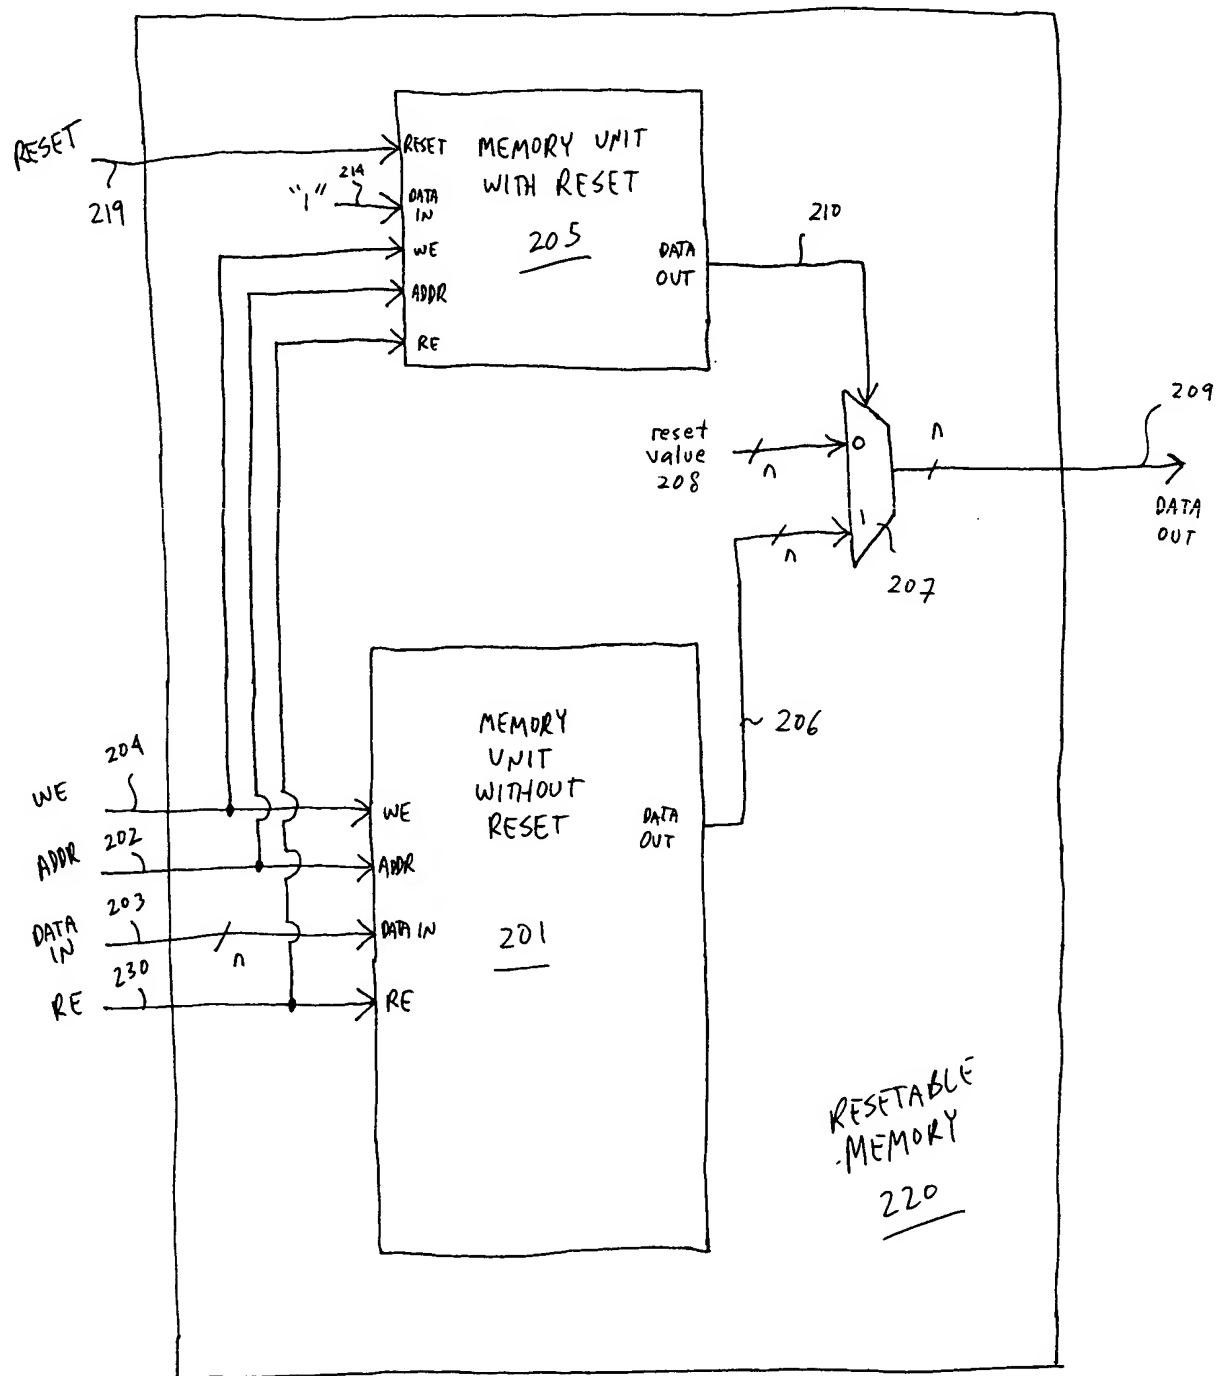 RESET
219
RESET
"1"
214
DATA
IN
WE
ADDR
RE
MEMORY UNIT
WITH RESET
205
DATA
OUT
210
reset
value
208
n
0
1
n
207
n
209
DATA
OUT
206
WE
204
ADDR
202
DATA
IN
203
n
RE
230
WE
ADDR
DATA IN
RE
MEMORY
UNIT
WITHOUT
RESET
201
DATA
OUT
RESETABLE
MEMORY
220